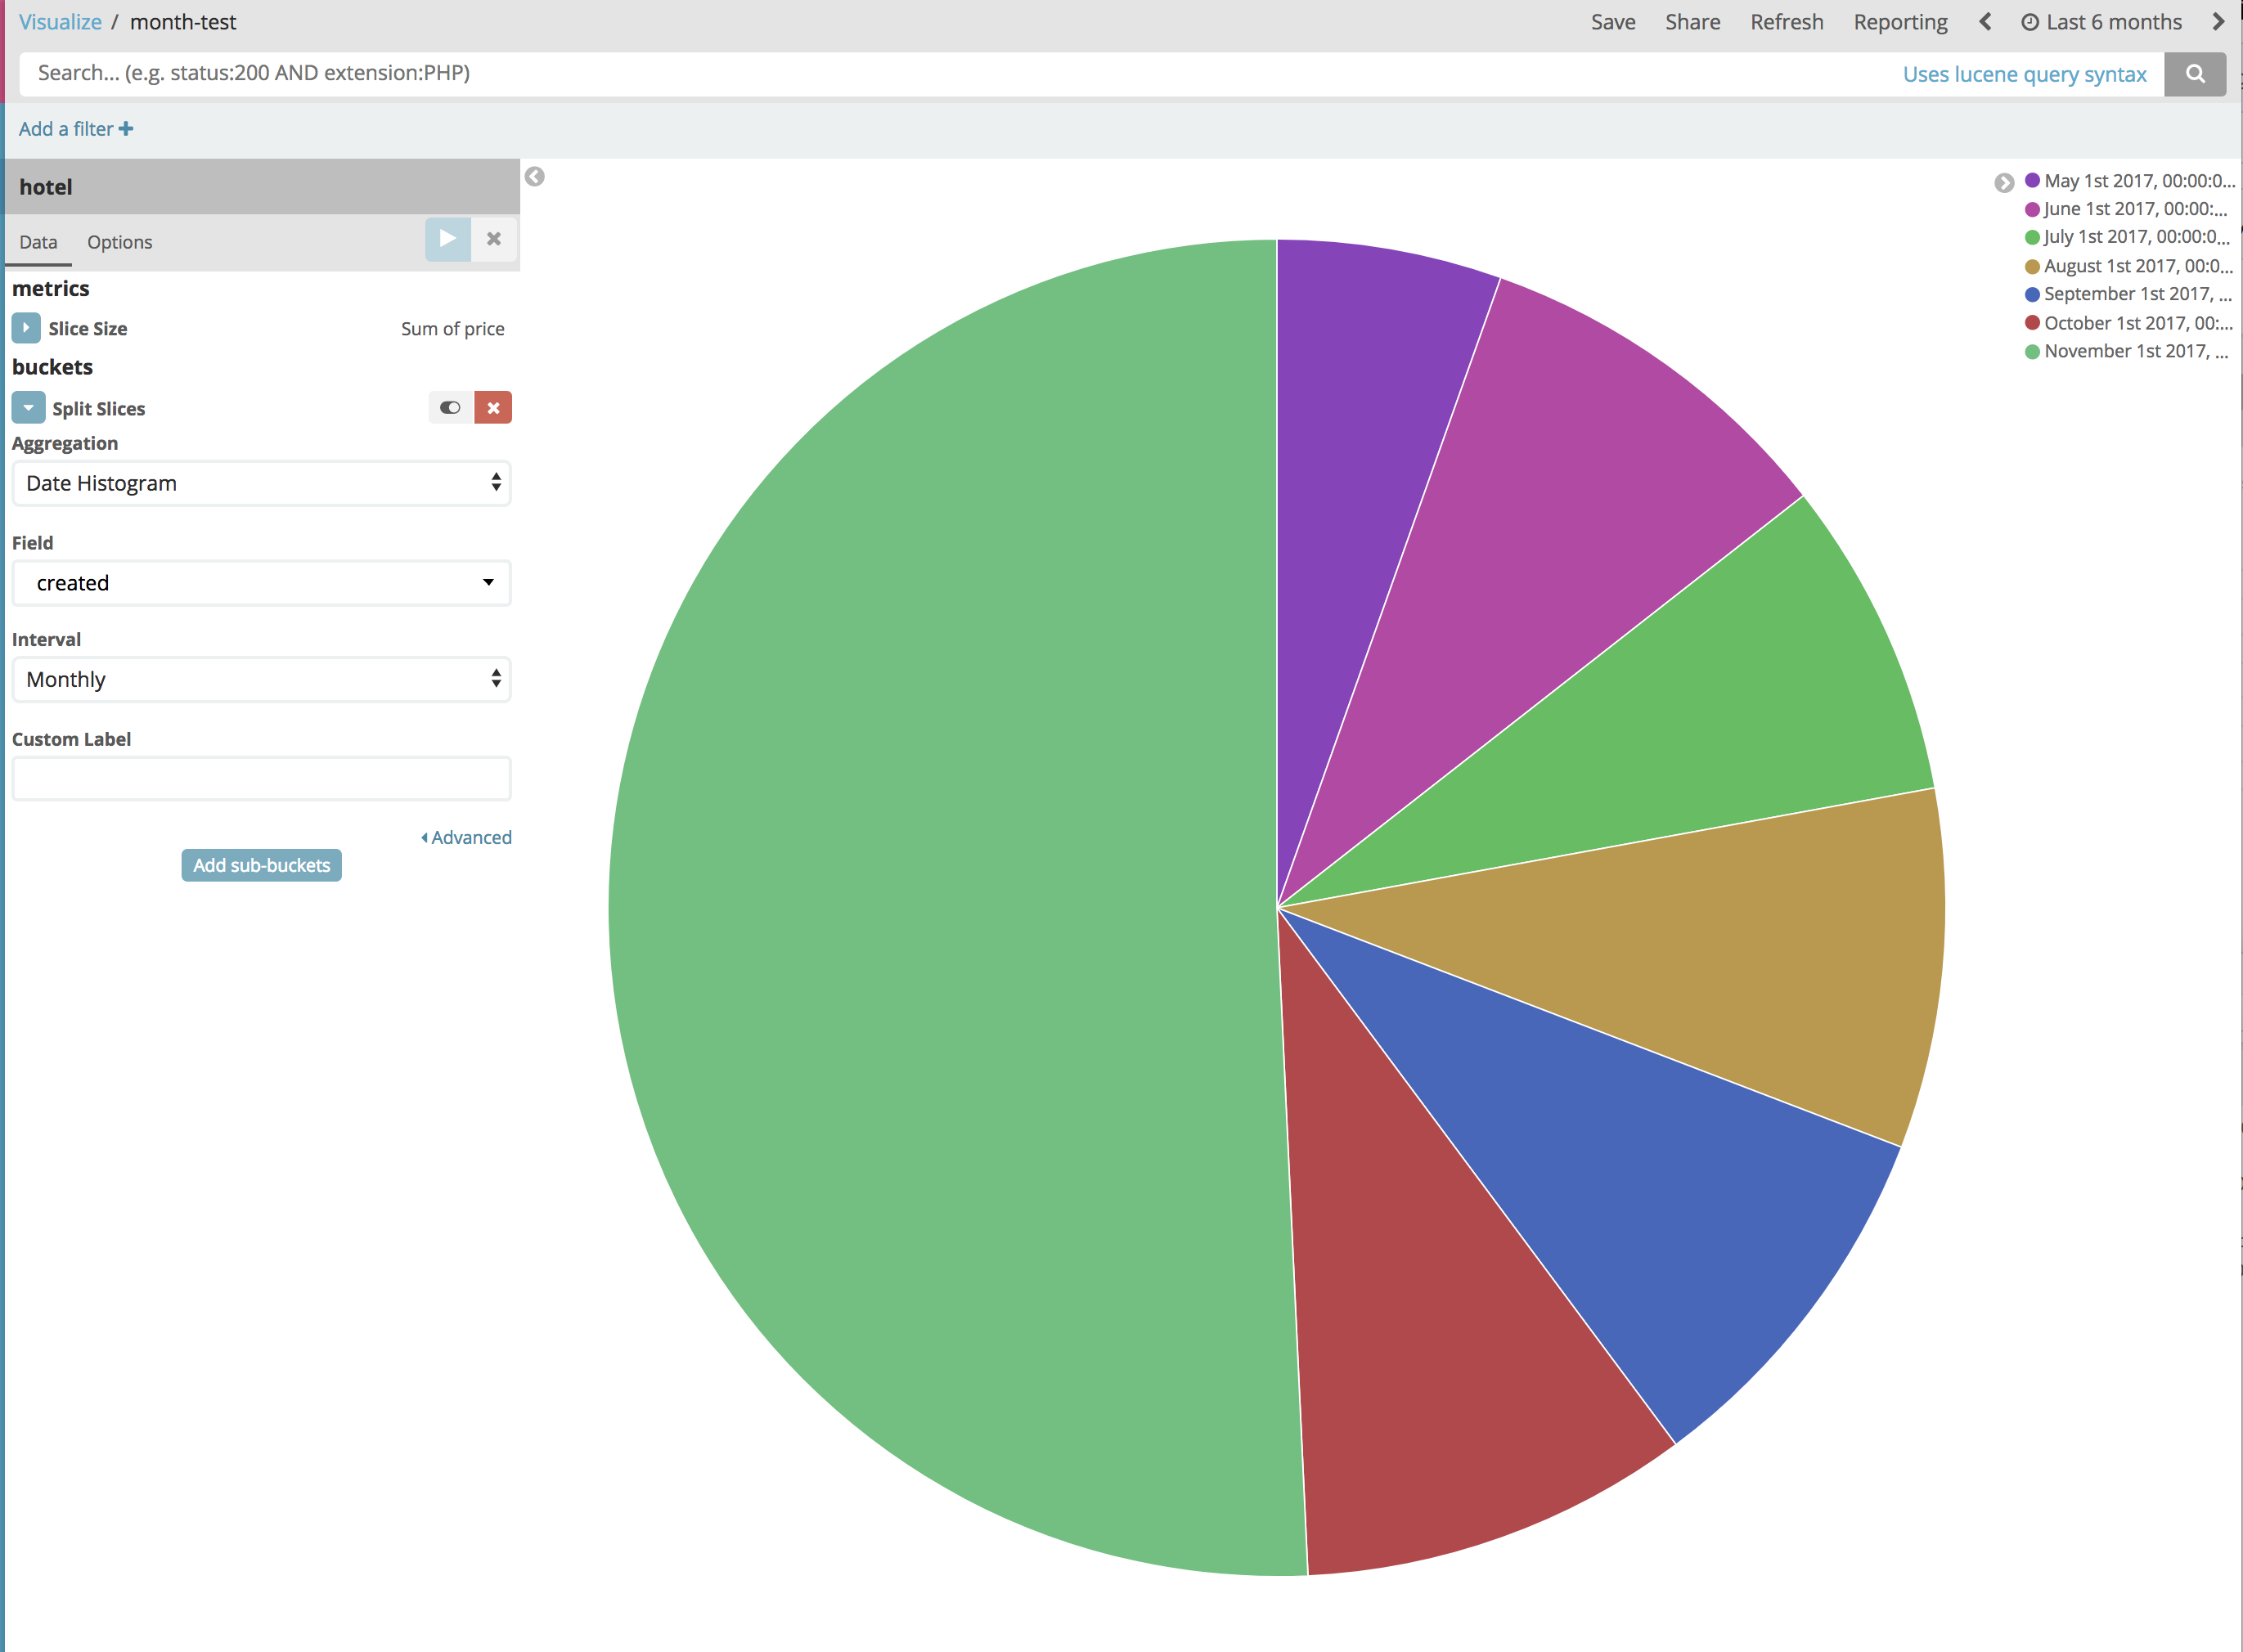 Visualize / month-test
Save Share Refresh Reporting Last 6 months
Search... (e.g. status:200 AND extension:PHP)
Uses lucene query syntax
Add a filter
hotel
Data Options
metrics
Slice Size Sum of price
buckets
Split Slices
Aggregation
Date Histogram
Field
created
Interval
Monthly
Custom Label
Advanced
Add sub-buckets
May 1st 2017, 00:00:0...
June 1st 2017, 00:00:...
July 1st 2017, 00:00:0...
August 1st 2017, 00:0...
September 1st 2017, ...
October 1st 2017, 00:...
November 1st 2017, ...